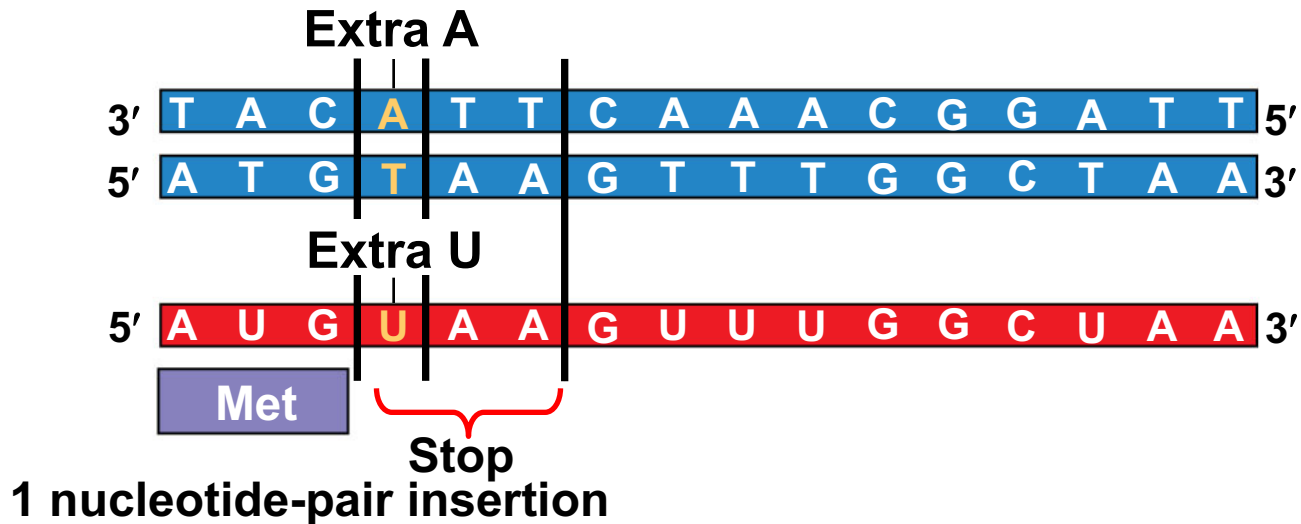 Extra A
3′ T A C A T T C A A A C G G A T T 5′
5′ A T G T A A G T T T G G C T A A 3′
Extra U
5′ A U G U A A G U U U G G C U A A 3′
Met
Stop
1 nucleotide-pair insertion